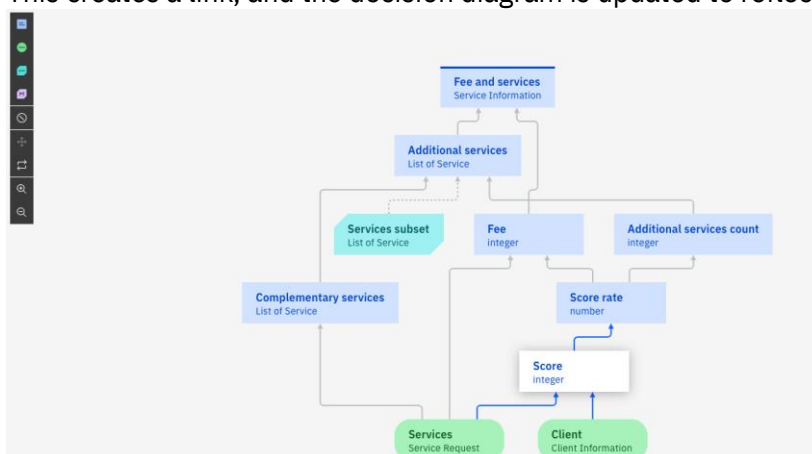 This creates a link, and the decision diagram is updated to reflec
Fee and services
Service Information
Additional services
List of Service
Services subset
List of Service
Fee
integer
Additional services count
integer
Complementary services
List of Service
Score rate
number
Score
integer
Services
Service Request
Client
Client Information